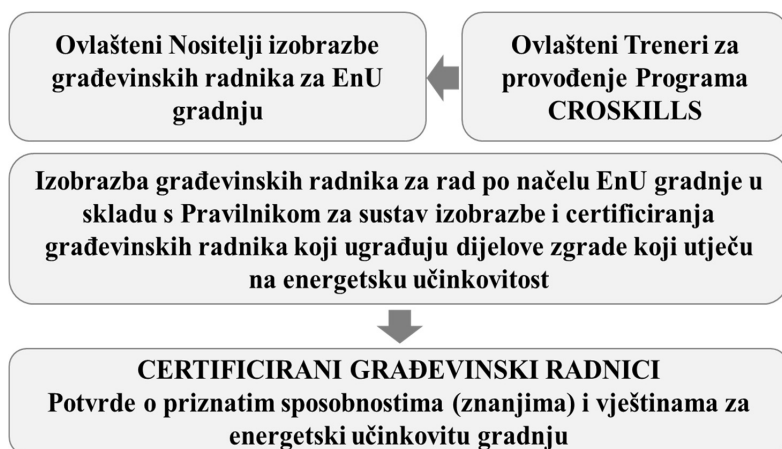 Ovlašteni Nositelji izobrazbe
građevinskih radnika za EnU
gradnju
Ovlašteni Treneri za
provođenje Programa
CROSKILLS
Izobrazba građevinskih radnika za rad po načelu EnU gradnje u
skladu s Pravilnikom za sustav izobrazbe i certificiranja
građevinskih radnika koji ugrađuju dijelove zgrade koji utječu
na energetsku učinkovitost
CERTIFICIRANI GRAĐEVINSKI RADNICI
Potvrde o priznatim sposobnostima (znanjima) i vještinama za
energetski učinkovitu gradnju